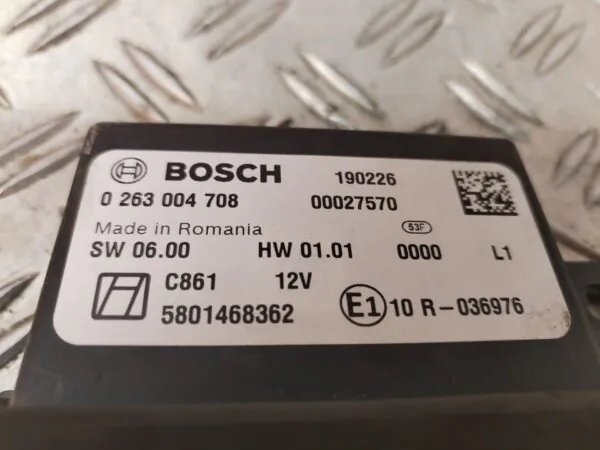 BOSCH 190226
0 263 004 708 00027570
Made in Romania 53F
SW 06.00 HW 01.01 0000 L1
C861 12V
5801468362 E1 10 R-036976